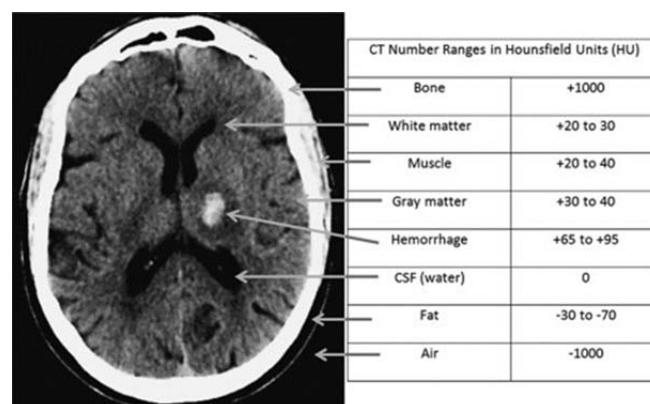 CT Number Ranges in Hounsfield Units (HU)
Bone +1000
White matter +20 to 30
Muscle +20 to 40
Gray matter +30 to 40
Hemorrhage +65 to +95
CSF (water) 0
Fat -30 to -70
Air -1000